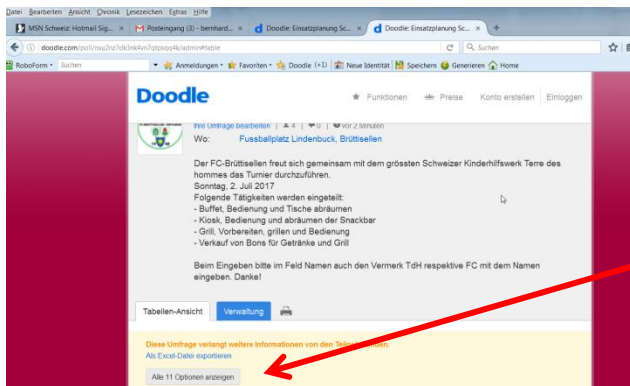 Datei Bearbeiten Ansicht Chronik Lesezeichen Extras Hilfe
MSN Schweiz: Hotmail Sig... × Posteingang (3) - bernhard... × Doodle: Einsatzplanung Sc... × Doodle: Einsatzplanung Sc... × +
Suchen
RoboForm Suchen Anmeldungen Favoriten Doodle (+1) Neue Identität Speichern Generieren Home
Doodle Funktionen Preise Konto erstellen Einloggen
Ihre Umfrage bearbeiten | 4 | 0 | vor 2 Minuten
Wo: Fussballplatz Lindenbuck, Brüttisellen
Der FC-Brüttisellen freut sich gemeinsam mit dem grössten Schweizer Kinderhilfswerk Terre des
hommes das Turnier durchzuführen.
Sonntag, 2. Juli 2017
Folgende Tätigkeiten werden eingeteilt:
- Buffet, Bedienung und Tische abräumen
- Kiosk, Bedienung und abräumen der Snackbar
- Grill, Vorbereiten, grillen und Bedienung
- Verkauf von Bons für Getränke und Grill
Beim Eingeben bitte im Feld Namen auch den Vermerk TdH respektive FC mit dem Namen
eingeben. Danke!
Tabellen-Ansicht Verwaltung
Diese Umfrage verlangt weitere Informationen von den
Als Excel-Datei exportieren
Alle 11 Optionen anzeigen